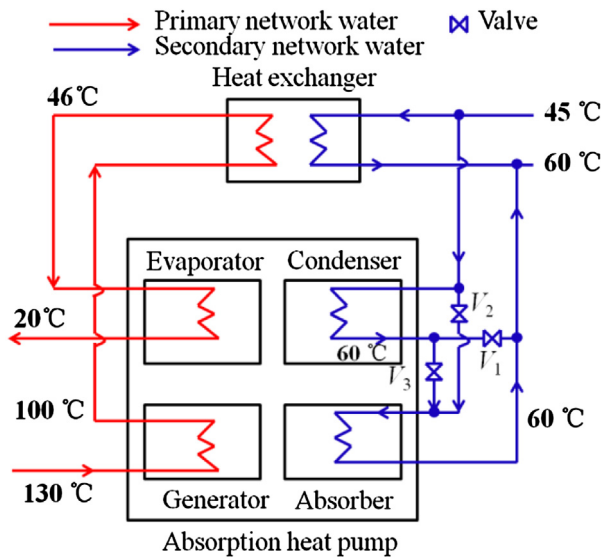 Primary network water
Valve
Secondary network water
Heat exchanger
46℃
45 ℃
60 ℃
Evaporator
Condenser
V2
20℃
60 ℃
V1
V3
100 ℃
60 ℃
130 ℃
Generator
Absorber
Absorption heat pump